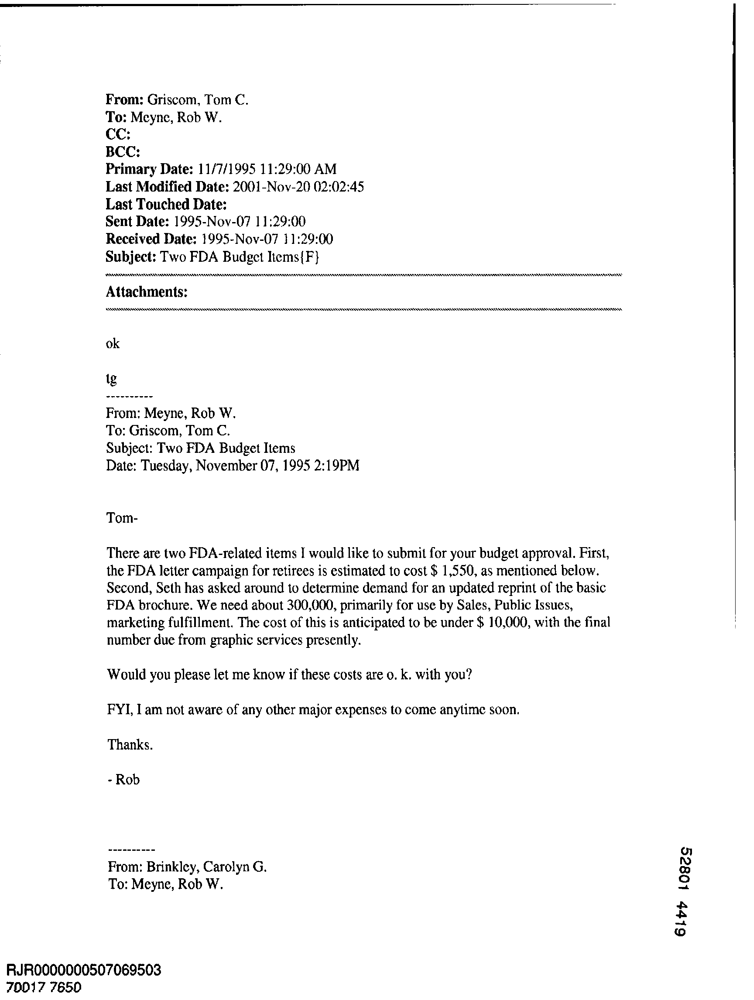 From: Griscom, Tom C.
To: Meyne, Rob W.
CC:
BCC:
Primary Date: 11/7/1995 11:29:00 AM
Last Modified Date: 2001-Nov-20 02:02:45
Last Touched Date:
Sent Date: 1995-Nov-07 11:29:00
Received Date: 1995-Nov-07 11:29:00
Subject: Two FDA Budget Items{F}
Attachments:
ok
tg
----------
From: Meyne, Rob W.
To: Griscom, Tom C.
Subject: Two FDA Budget Items
Date: Tuesday, November 07, 1995 2:19PM
Tom-
There are two FDA-related items I would like to submit for your budget approval. First,
the FDA letter campaign for retirees is estimated to cost $ 1,550, as mentioned below.
Second, Seth has asked around to determine demand for an updated reprint of the basic
FDA brochure. We need about 300,000, primarily for use by Sales, Public Issues,
marketing fulfillment. The cost of this is anticipated to be under $ 10,000, with the final
number due from graphic services presently.
Would you please let me know if these costs are o. k. with you?
FYI, I am not aware of any other major expenses to come anytime soon.
Thanks.
- Rob
----------
From: Brinkley, Carolyn G.
To: Meyne, Rob W.
52801 4419
RJR0000000507069503
70017 7650